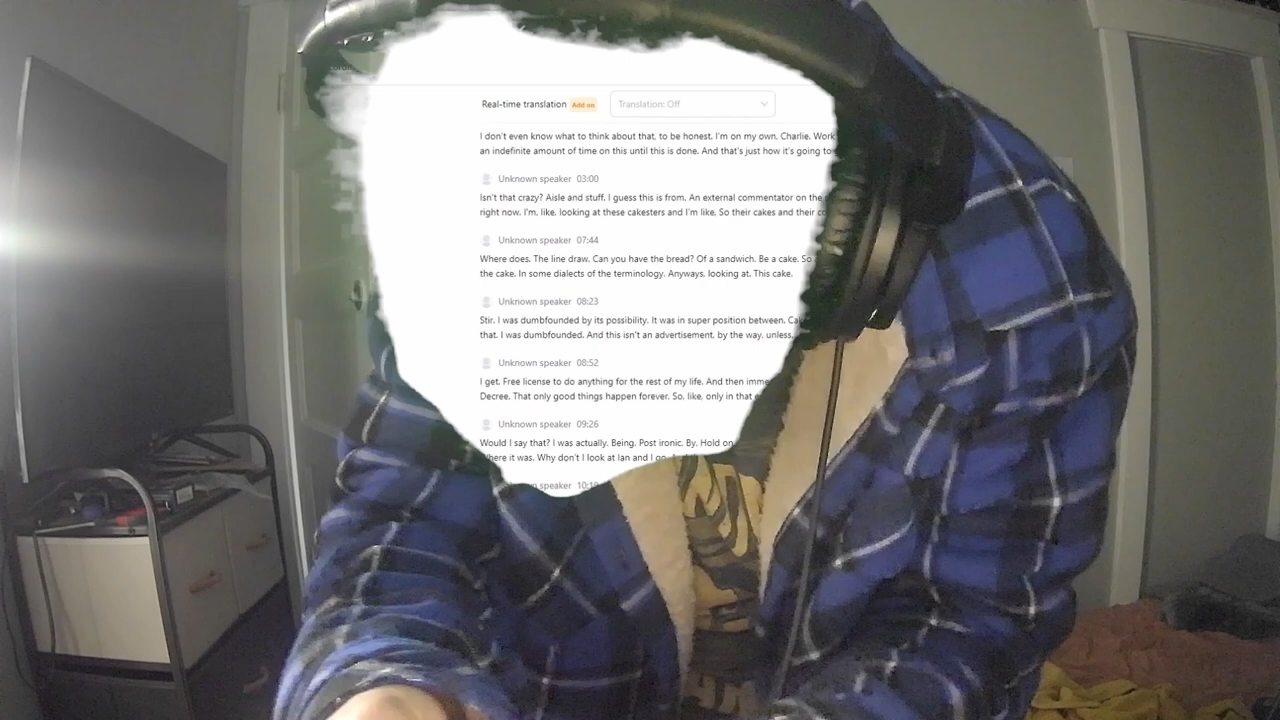 Real-time translation Add on Translation: Off
I don't even know what to think about that, to be honest, I'm on my own, Charlie. Work
an indefinite amount of time on this until this is done. And that's just how it's going to
Unknown speaker 03:00
Isn't that crazy? Aisle and stuff, I guess this is from. An external commentator on the
right now. I'm, like, looking at these cakesters and I'm like, So their cakes and their
Unknown speaker 07:44
Where does. The line draw. Can you have the bread? Of a sandwich. Be a cake. So
the cake. In some dialects of the terminology. Anyways, looking at. This cake.
Unknown speaker 08:23
Stir. I was dumbfounded by its possibility. It was in super position between.
that. I was dumbfounded. And this isn't an advertisement, by the way, unless,
Unknown speaker 08:52
I get. Free license to do anything for the rest of my life. And then
Decree. That only good things happen forever. So, like, only in that
Unknown speaker 09:26
Would I say that? I was actually. Being. Post ironic. By. Hold on
Where it was. Why don't I look at Ian and I go.
speaker